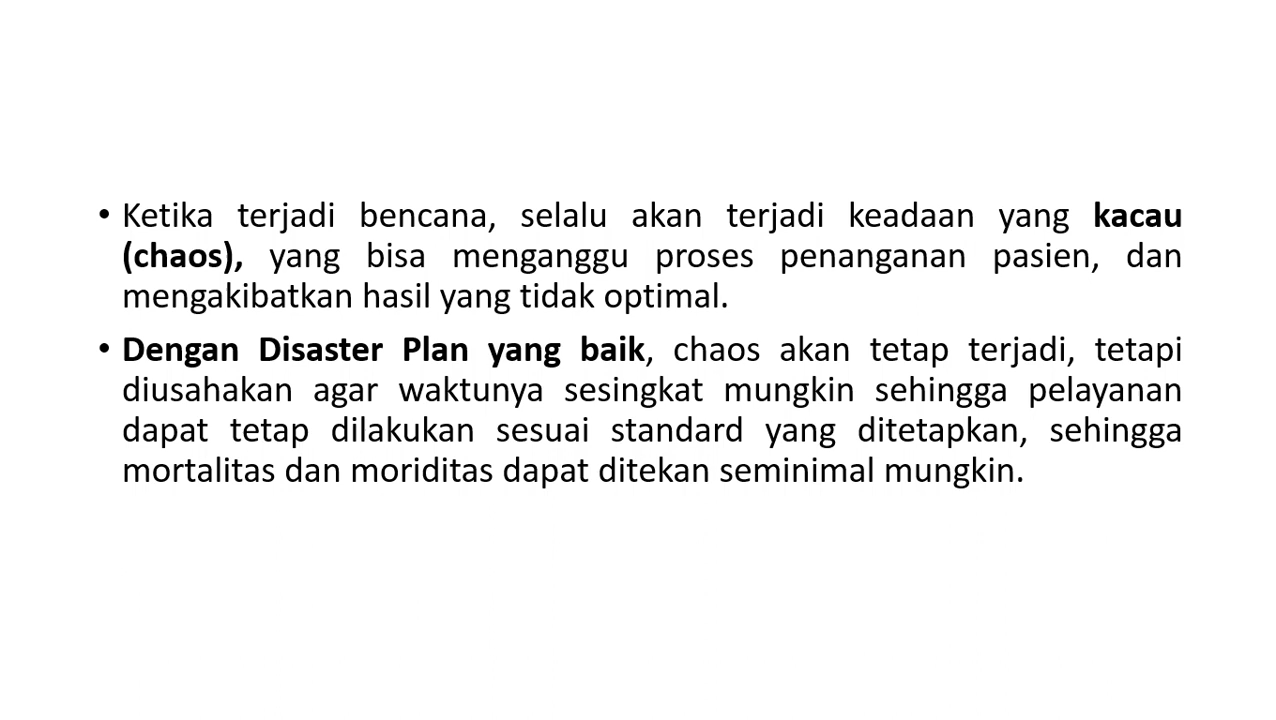 • Ketika terjadi bencana, selalu akan terjadi keadaan yang kacau
(chaos), yang bisa menganggu proses penanganan pasien, dan
mengakibatkan hasil yang tidak optimal.
• Dengan Disaster Plan yang baik, chaos akan tetap terjadi, tetapi
diusahakan agar waktunya sesingkat mungkin sehingga pelayanan
dapat tetap dilakukan sesuai standard yang ditetapkan, sehingga
mortalitas dan moriditas dapat ditekan seminimal mungkin.